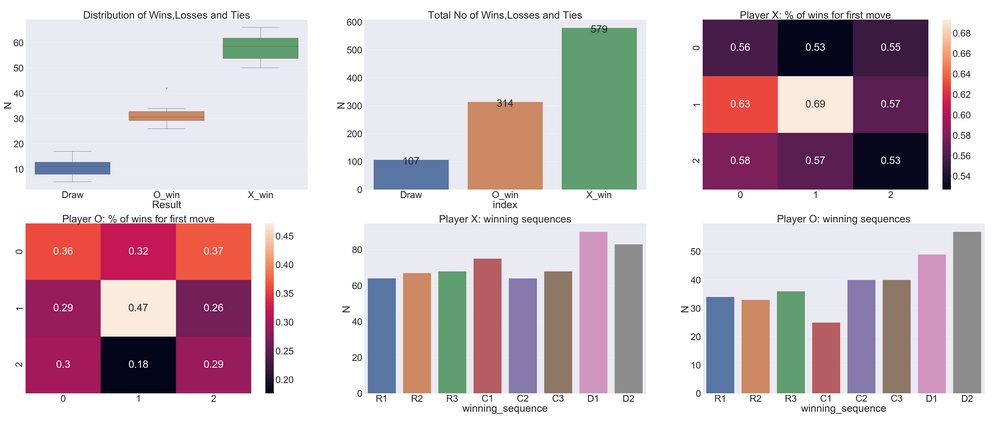 Distribution of Wins,Losses and Ties
N
60
50
40
30
20
10
Draw O_win X_win
Result
Total No of Wins,Losses and Ties
N
600
500
400
300
200
100
0
107 314 579
Draw O_win X_win
index
Player X: % of wins for first move
0 0.56 0.53 0.55
1 0.63 0.69 0.57
2 0.58 0.57 0.53
0 1 2
0.68
0.66
0.64
0.62
0.60
0.58
0.56
0.54
Player O: % of wins for first move
0 0.36 0.32 0.37
1 0.29 0.47 0.26
2 0.3 0.18 0.29
0 1 2
0.45
0.40
0.35
0.30
0.25
0.20
Player X: winning sequences
N
80
60
40
20
0
R1 R2 R3 C1 C2 C3 D1 D2
winning_sequence
Player O: winning sequences
N
50
40
30
20
10
0
R1 R2 R3 C1 C2 C3 D1 D2
winning_sequence